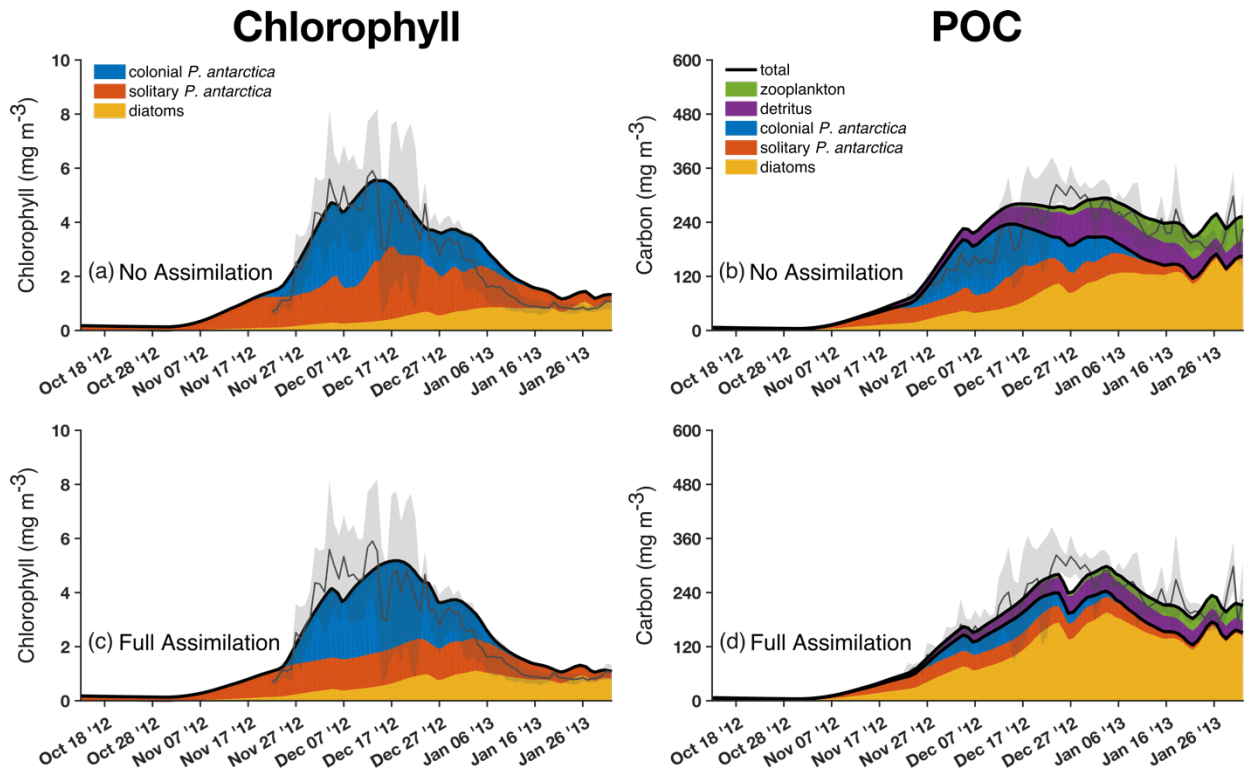 Chlorophyll
POC
10
8
6
4
2
0
Chlorophyll (mg m⁻³)
colonial P. antarctica
solitary P. antarctica
diatoms
(a) No Assimilation
Oct 18 '12
Oct 28 '12
Nov 07 '12
Nov 17 '12
Nov 27 '12
Dec 07 '12
Dec 17 '12
Dec 27 '12
Jan 06 '13
Jan 16 '13
Jan 26 '13
600
480
360
240
120
0
Carbon (mg m⁻³)
total
zooplankton
detritus
colonial P. antarctica
solitary P. antarctica
diatoms
(b) No Assimilation
Oct 18 '12
Oct 28 '12
Nov 07 '12
Nov 17 '12
Nov 27 '12
Dec 07 '12
Dec 17 '12
Dec 27 '12
Jan 06 '13
Jan 16 '13
Jan 26 '13
10
8
6
4
2
0
Chlorophyll (mg m⁻³)
(c) Full Assimilation
Oct 18 '12
Oct 28 '12
Nov 07 '12
Nov 17 '12
Nov 27 '12
Dec 07 '12
Dec 17 '12
Dec 27 '12
Jan 06 '13
Jan 16 '13
Jan 26 '13
600
480
360
240
120
0
Carbon (mg m⁻³)
(d) Full Assimilation
Oct 18 '12
Oct 28 '12
Nov 07 '12
Nov 17 '12
Nov 27 '12
Dec 07 '12
Dec 17 '12
Dec 27 '12
Jan 06 '13
Jan 16 '13
Jan 26 '13